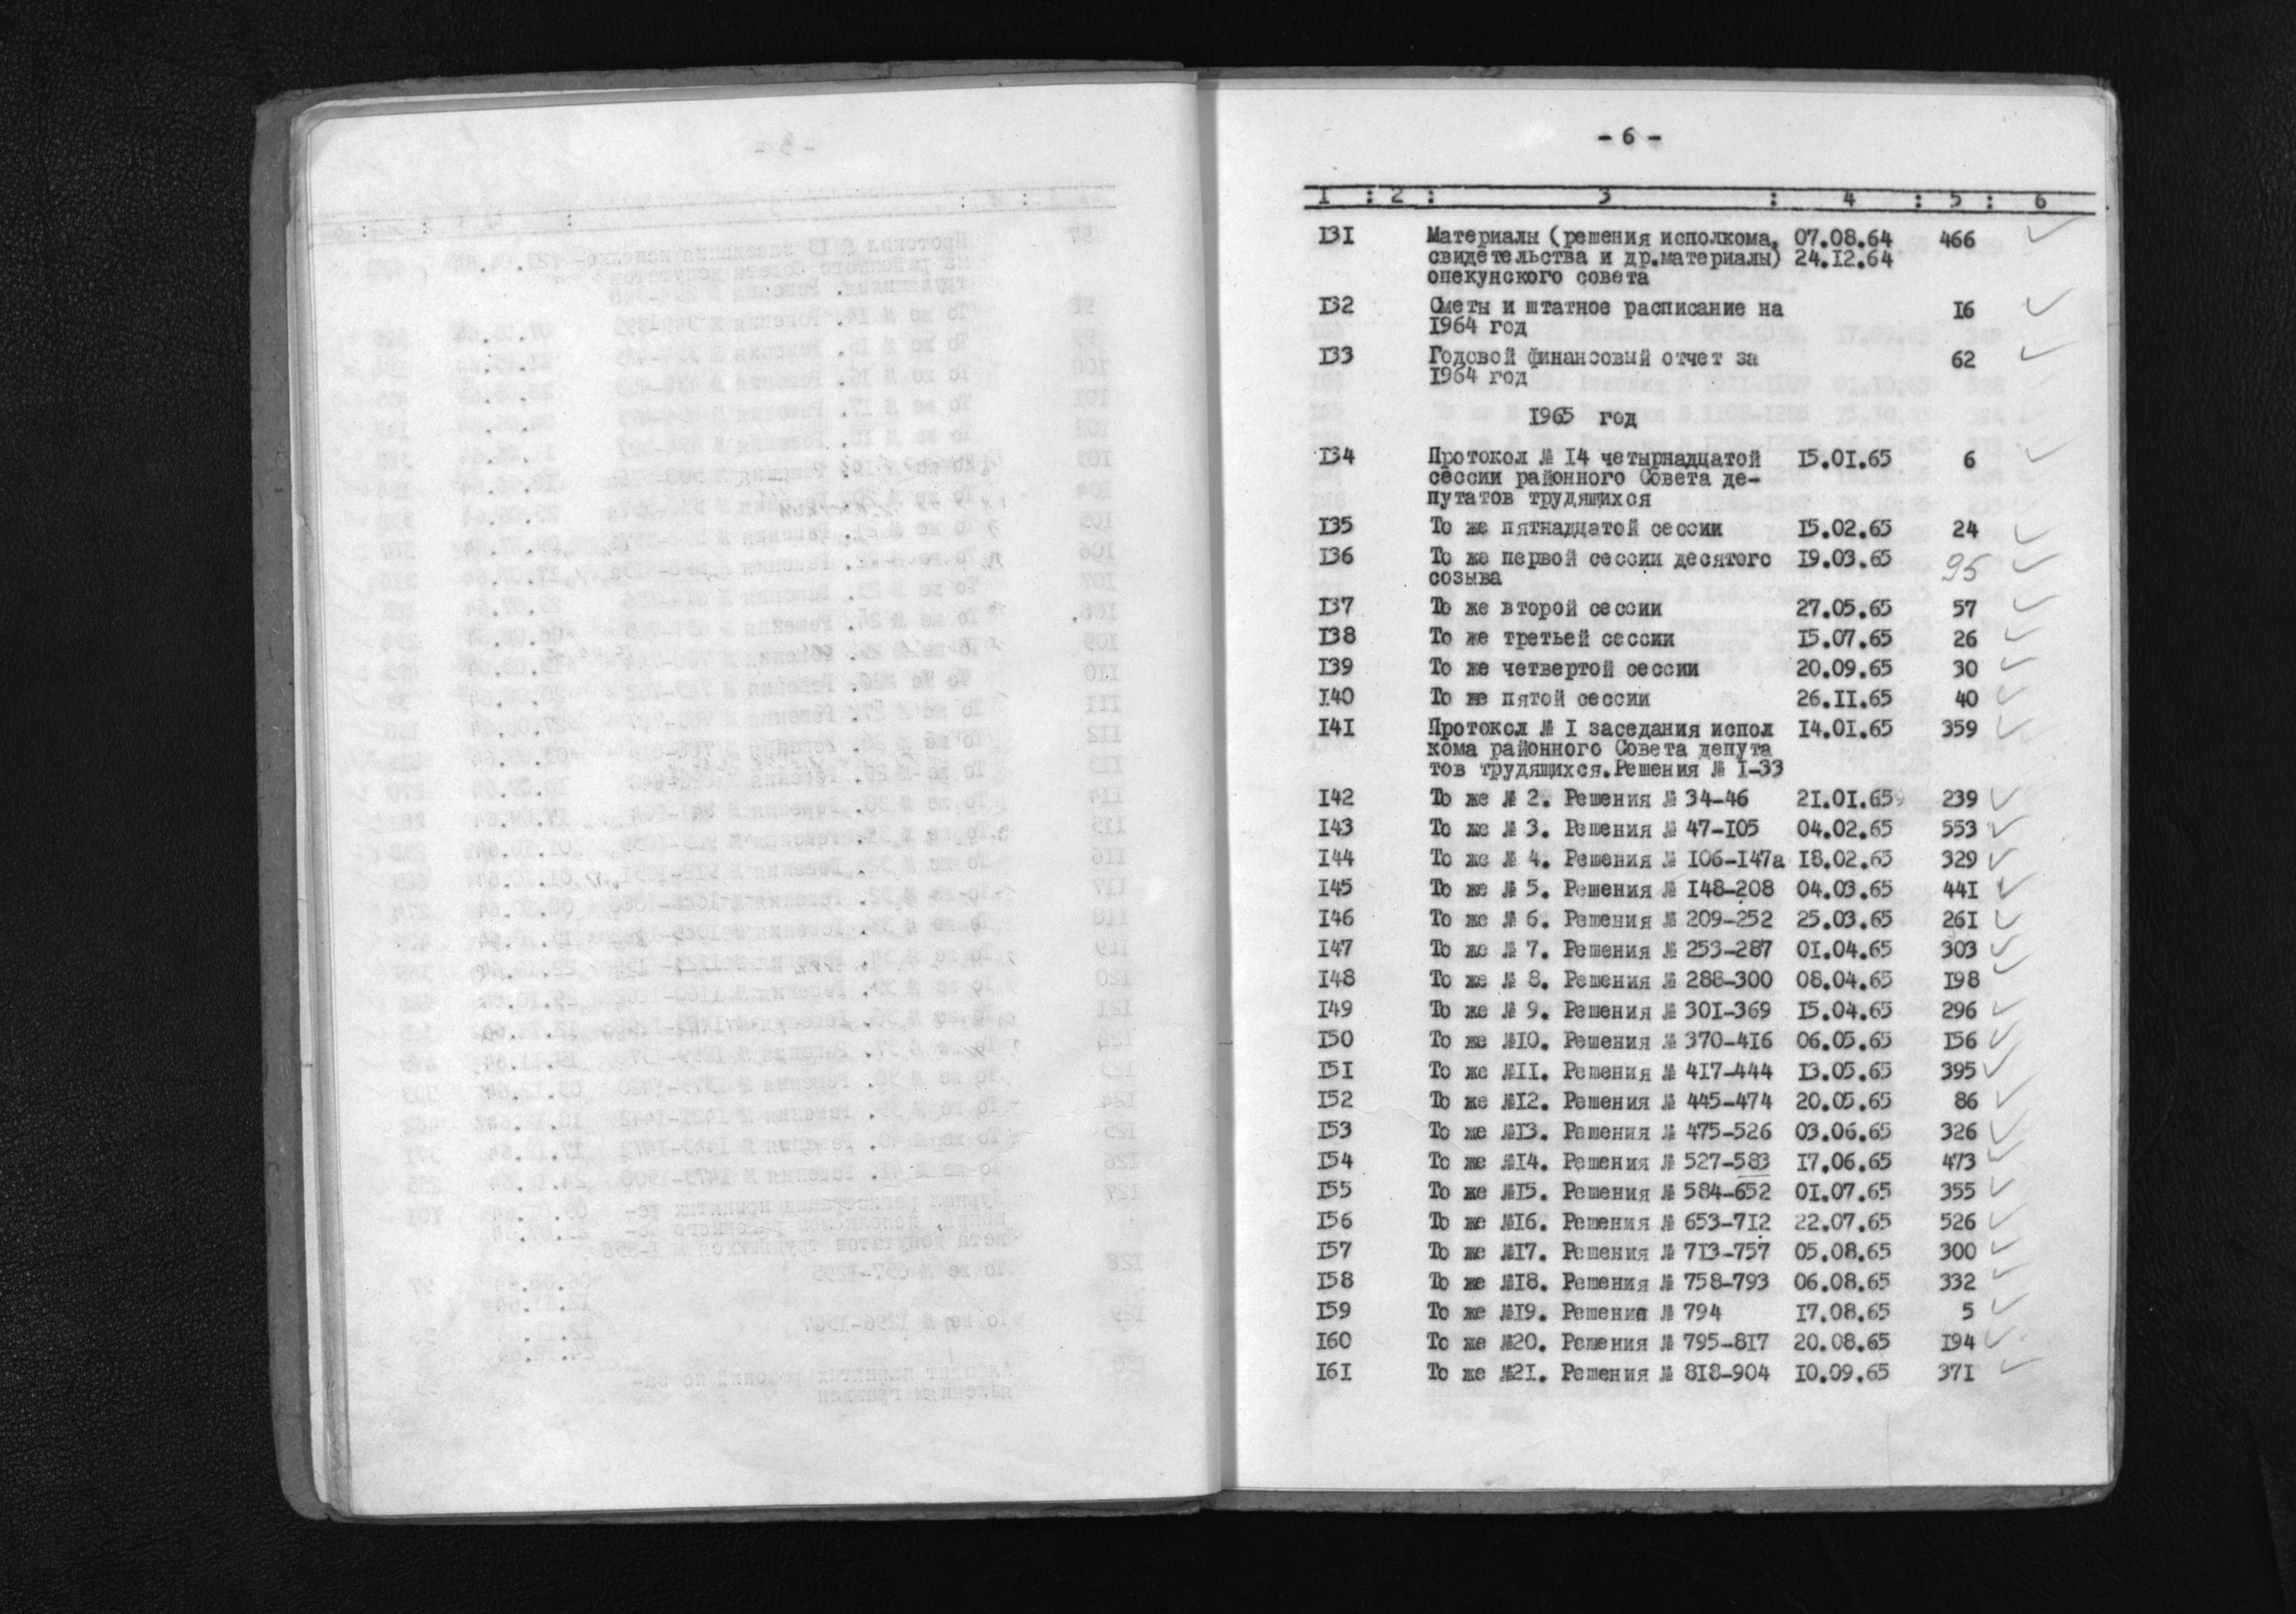 - 6 -
I : 2 : 3 : 4 : 5 : 6
I3I Материалы (решения исполкома, 07.08.64 466
свидетельства и др.материалы) 24.I2.64
опекунского совета
I32 Сметы и штатное расписание на I6
I964 год
I33 Годовой финансовый отчет за 62
I964 год
I965 год
I34 Протокол № I4 четырнадцатой I5.0I.65 6
сессии районного Совета де-
путатов трудящихся
I35 То же пятнадцатой сессии I5.02.65 24
I36 То же первой сессии десятого I9.03.65 95
созыва
I37 То же второй сессии 27.05.65 57
I38 То же третьей сессии I5.07.65 26
I39 То же четвертой сессии 20.09.65 30
I40 То же пятой сессии 26.II.65 40
I4I Протокол № I заседания испол I4.0I.65 359
кома районного Совета депута
тов трудящихся.Решения № I-33
I42 То же № 2. Решения № 34-46 2I.0I.65 239
I43 То же № 3. Решения № 47-I05 04.02.65 553
I44 То же № 4. Решения № I06-I47а I8.02.65 329
I45 То же № 5. Решения № I48-208 04.03.65 44I
I46 То же № 6. Решения № 209-252 25.03.65 26I
I47 То же № 7. Решения № 253-287 0I.04.65 303
I48 То же № 8. Решения № 288-300 08.04.65 I98
I49 То же № 9. Решения № 30I-369 I5.04.65 296
I50 То же №I0. Решения № 370-4I6 06.05.65 I56
I5I То же №II. Решения № 4I7-444 I3.05.65 395
I52 То же №I2. Решения № 445-474 20.05.65 86
I53 То же №I3. Решения № 475-526 03.06.65 326
I54 То же №I4. Решения № 527-583 I7.06.65 473
I55 То же №I5. Решения № 584-652 0I.07.65 355
I56 То же №I6. Решения № 653-7I2 22.07.65 526
I57 То же №I7. Решения № 7I3-757 05.08.65 300
I58 То же №I8. Решения № 758-793 06.08.65 332
I59 То же №I9. Решение № 794 I7.08.65 5
I60 То же №20. Решения № 795-8I7 20.08.65 I94
I6I То же №2I. Решения № 8I8-904 I0.09.65 37I